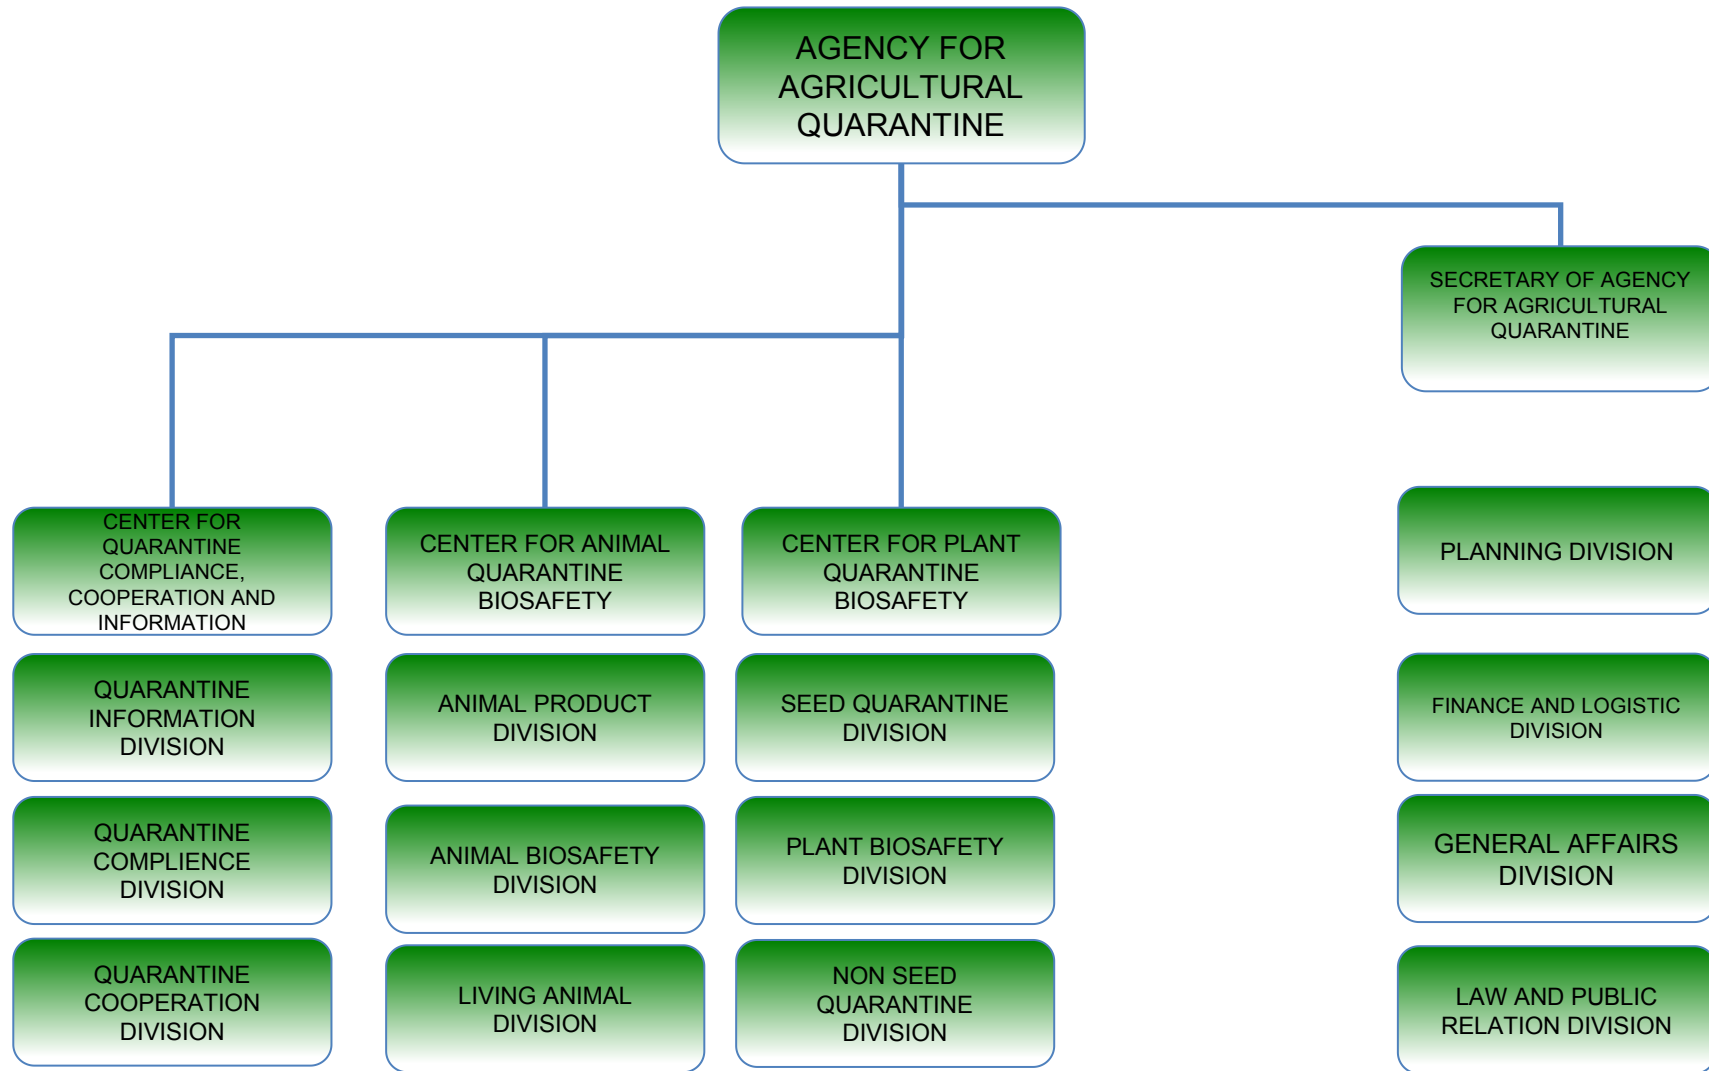 AGENCY FOR
AGRICULTURAL
QUARANTINE
SECRETARY OF AGENCY
FOR AGRICULTURAL
QUARANTINE
CENTER FOR
QUARANTINE
COMPLIANCE,
COOPERATION AND
INFORMATION
CENTER FOR ANIMAL
QUARANTINE
BIOSAFETY
CENTER FOR PLANT
QUARANTINE
BIOSAFETY
PLANNING DIVISION
QUARANTINE
INFORMATION
DIVISION
ANIMAL PRODUCT
DIVISION
SEED QUARANTINE
DIVISION
FINANCE AND LOGISTIC
DIVISION
QUARANTINE
COMPLIENCE
DIVISION
ANIMAL BIOSAFETY
DIVISION
PLANT BIOSAFETY
DIVISION
GENERAL AFFAIRS
DIVISION
QUARANTINE
COOPERATION
DIVISION
LIVING ANIMAL
DIVISION
NON SEED
QUARANTINE
DIVISION
LAW AND PUBLIC
RELATION DIVISION